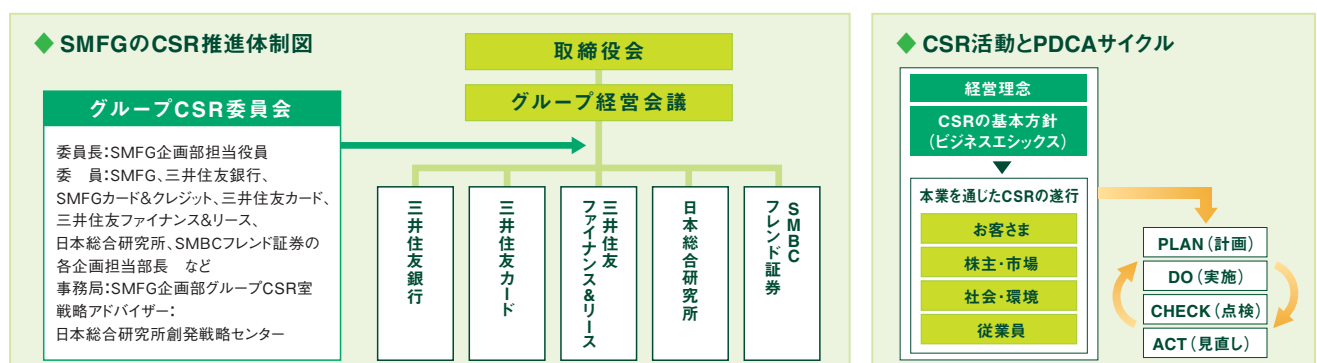 ◆ SMFGのCSR推進体制図
取締役会
グループ経営会議
グループCSR委員会
委員長：SMFG企画部担当役員
委　員：SMFG、三井住友銀行、
SMFGカード&クレジット、三井住友カード、
三井住友ファイナンス&リース、
日本総合研究所、SMBCフレンド証券の
各企画担当部長　など
事務局：SMFG企画部グループCSR室
戦略アドバイザー：
日本総合研究所創発戦略センター
三井住友銀行
三井住友カード
三井住友
ファイナンス&リース
日本総合研究所
SMBC
フレンド証券
◆ CSR活動とPDCAサイクル
経営理念
CSRの基本方針
(ビジネスエシックス)
本業を通じたCSRの遂行
お客さま
株主・市場
社会・環境
従業員
PLAN（計画）
DO（実施）
CHECK（点検）
ACT（見直し）